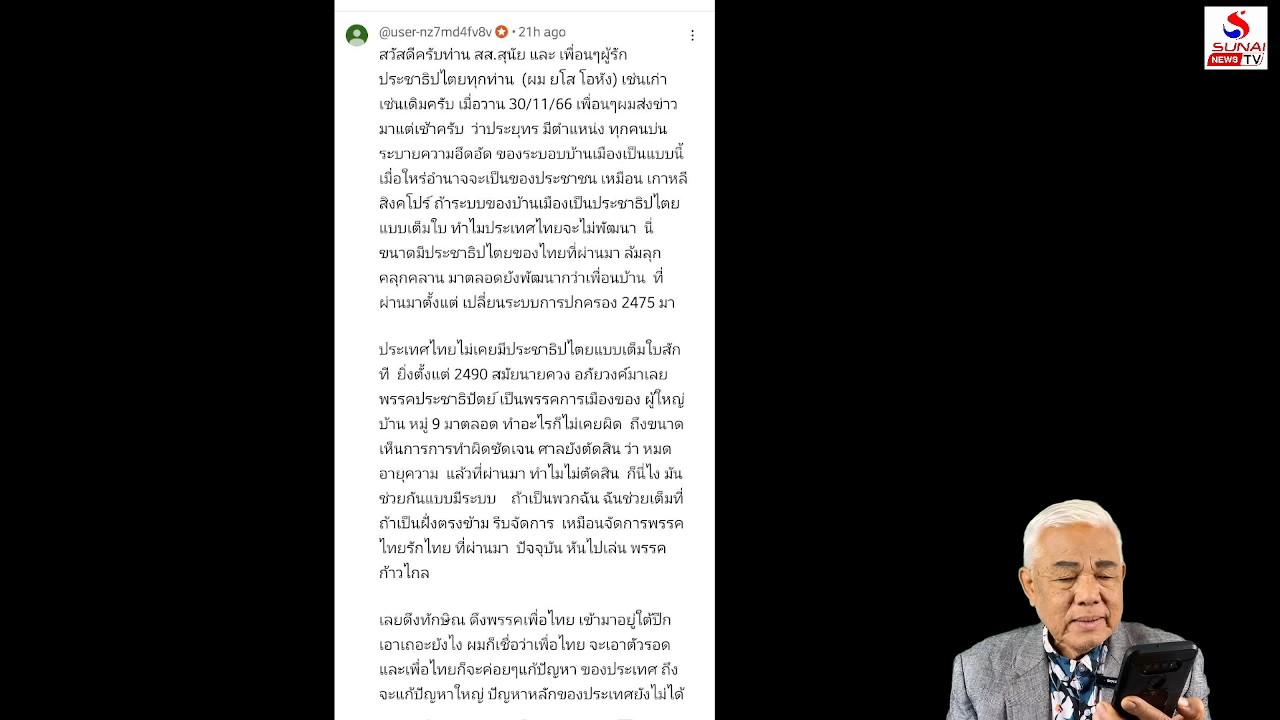 @user-nz7md4fv8v • 21h ago
สวัสดีครับท่าน สส.สุนัย และ เพื่อนๆผู้รัก
ประชาธิปไตยทุกท่าน (ผม ยโส โอหัง) เช่นเก่า
เช่นเดิมครับ เมื่อวาน 30/11/66 เพื่อนๆผมส่งข่าว
มาแต่เช้าครับ ว่าประยุทร มีตำแหน่ง ทุกคนบ่น
ระบายความอึดอัด ของระบอบบ้านเมืองเป็นแบบนี้
เมื่อใหร่อำนาจจะเป็นของประชาชน เหมือน เกาหลี
สิงคโปร์ ถ้าระบบของบ้านเมืองเป็นประชาธิปไตย
แบบเต็มใบ ทำไมประเทศไทยจะไม่พัฒนา นี่
ขนาดมีประชาธิปไตยของไทยที่ผ่านมา ล้มลุก
คลุกคลาน มาตลอดยังพัฒนากว่าเพื่อนบ้าน ที่
ผ่านมาตั้งแต่ เปลี่ยนระบบการปกครอง 2475 มา
ประเทศไทยไม่เคยมีประชาธิปไตยแบบเต็มใบสัก
ที ยิ่งตั้งแต่ 2490 สมัยนายควง อภัยวงค์มาเลย
พรรคประชาธิปัตย์ เป็นพรรคการเมืองของ ผู้ใหญ่
บ้าน หมู่ 9 มาตลอด ทำอะไรก็ไม่เคยผิด ถึงขนาด
เห็นการการทำผิดชัดเจน ศาลยังตัดสิน ว่า หมด
อายุความ แล้วที่ผ่านมา ทำไมไม่ตัดสิน ก็นี่ไง มัน
ช่วยกันแบบมีระบบ ถ้าเป็นพวกฉัน ฉันช่วยเต็มที่
ถ้าเป็นฝั่งตรงข้าม รีบจัดการ เหมือนจัดการพรรค
ไทยรักไทย ที่ผ่านมา ปัจจุบัน หันไปเล่น พรรค
ก้าวไกล
เลยดึงทักษิณ ดึงพรรคเพื่อไทย เข้ามาอยู่ใต้ปีก
เอาเถอะยังไง ผมก็เชื่อว่าเพื่อไทย จะเอาตัวรอด
และเพื่อไทยก็จะค่อยๆแก้ปัญหา ของประเทศ ถึง
จะแก้ปัญหาใหญ่ ปัญหาหลักของประเทศยังไม่ได้
SUNAI
NEWS TV